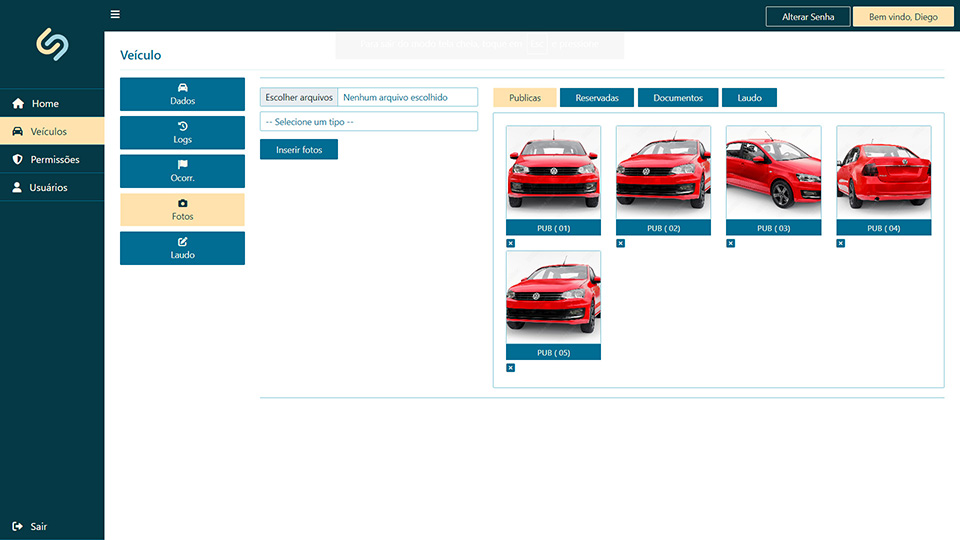 Alterar Senha
Bem vindo, Diego
Veículo
Home
Veículos
Permissões
Usuários
Sair
Dados
Logs
Ocorr.
Fotos
Laudo
Escolher arquivos Nenhum arquivo escolhido
-- Selecione um tipo --
Inserir fotos
Publicas
Reservadas
Documentos
Laudo
PUB ( 01)
PUB ( 02)
PUB ( 03)
PUB ( 04)
PUB ( 05)